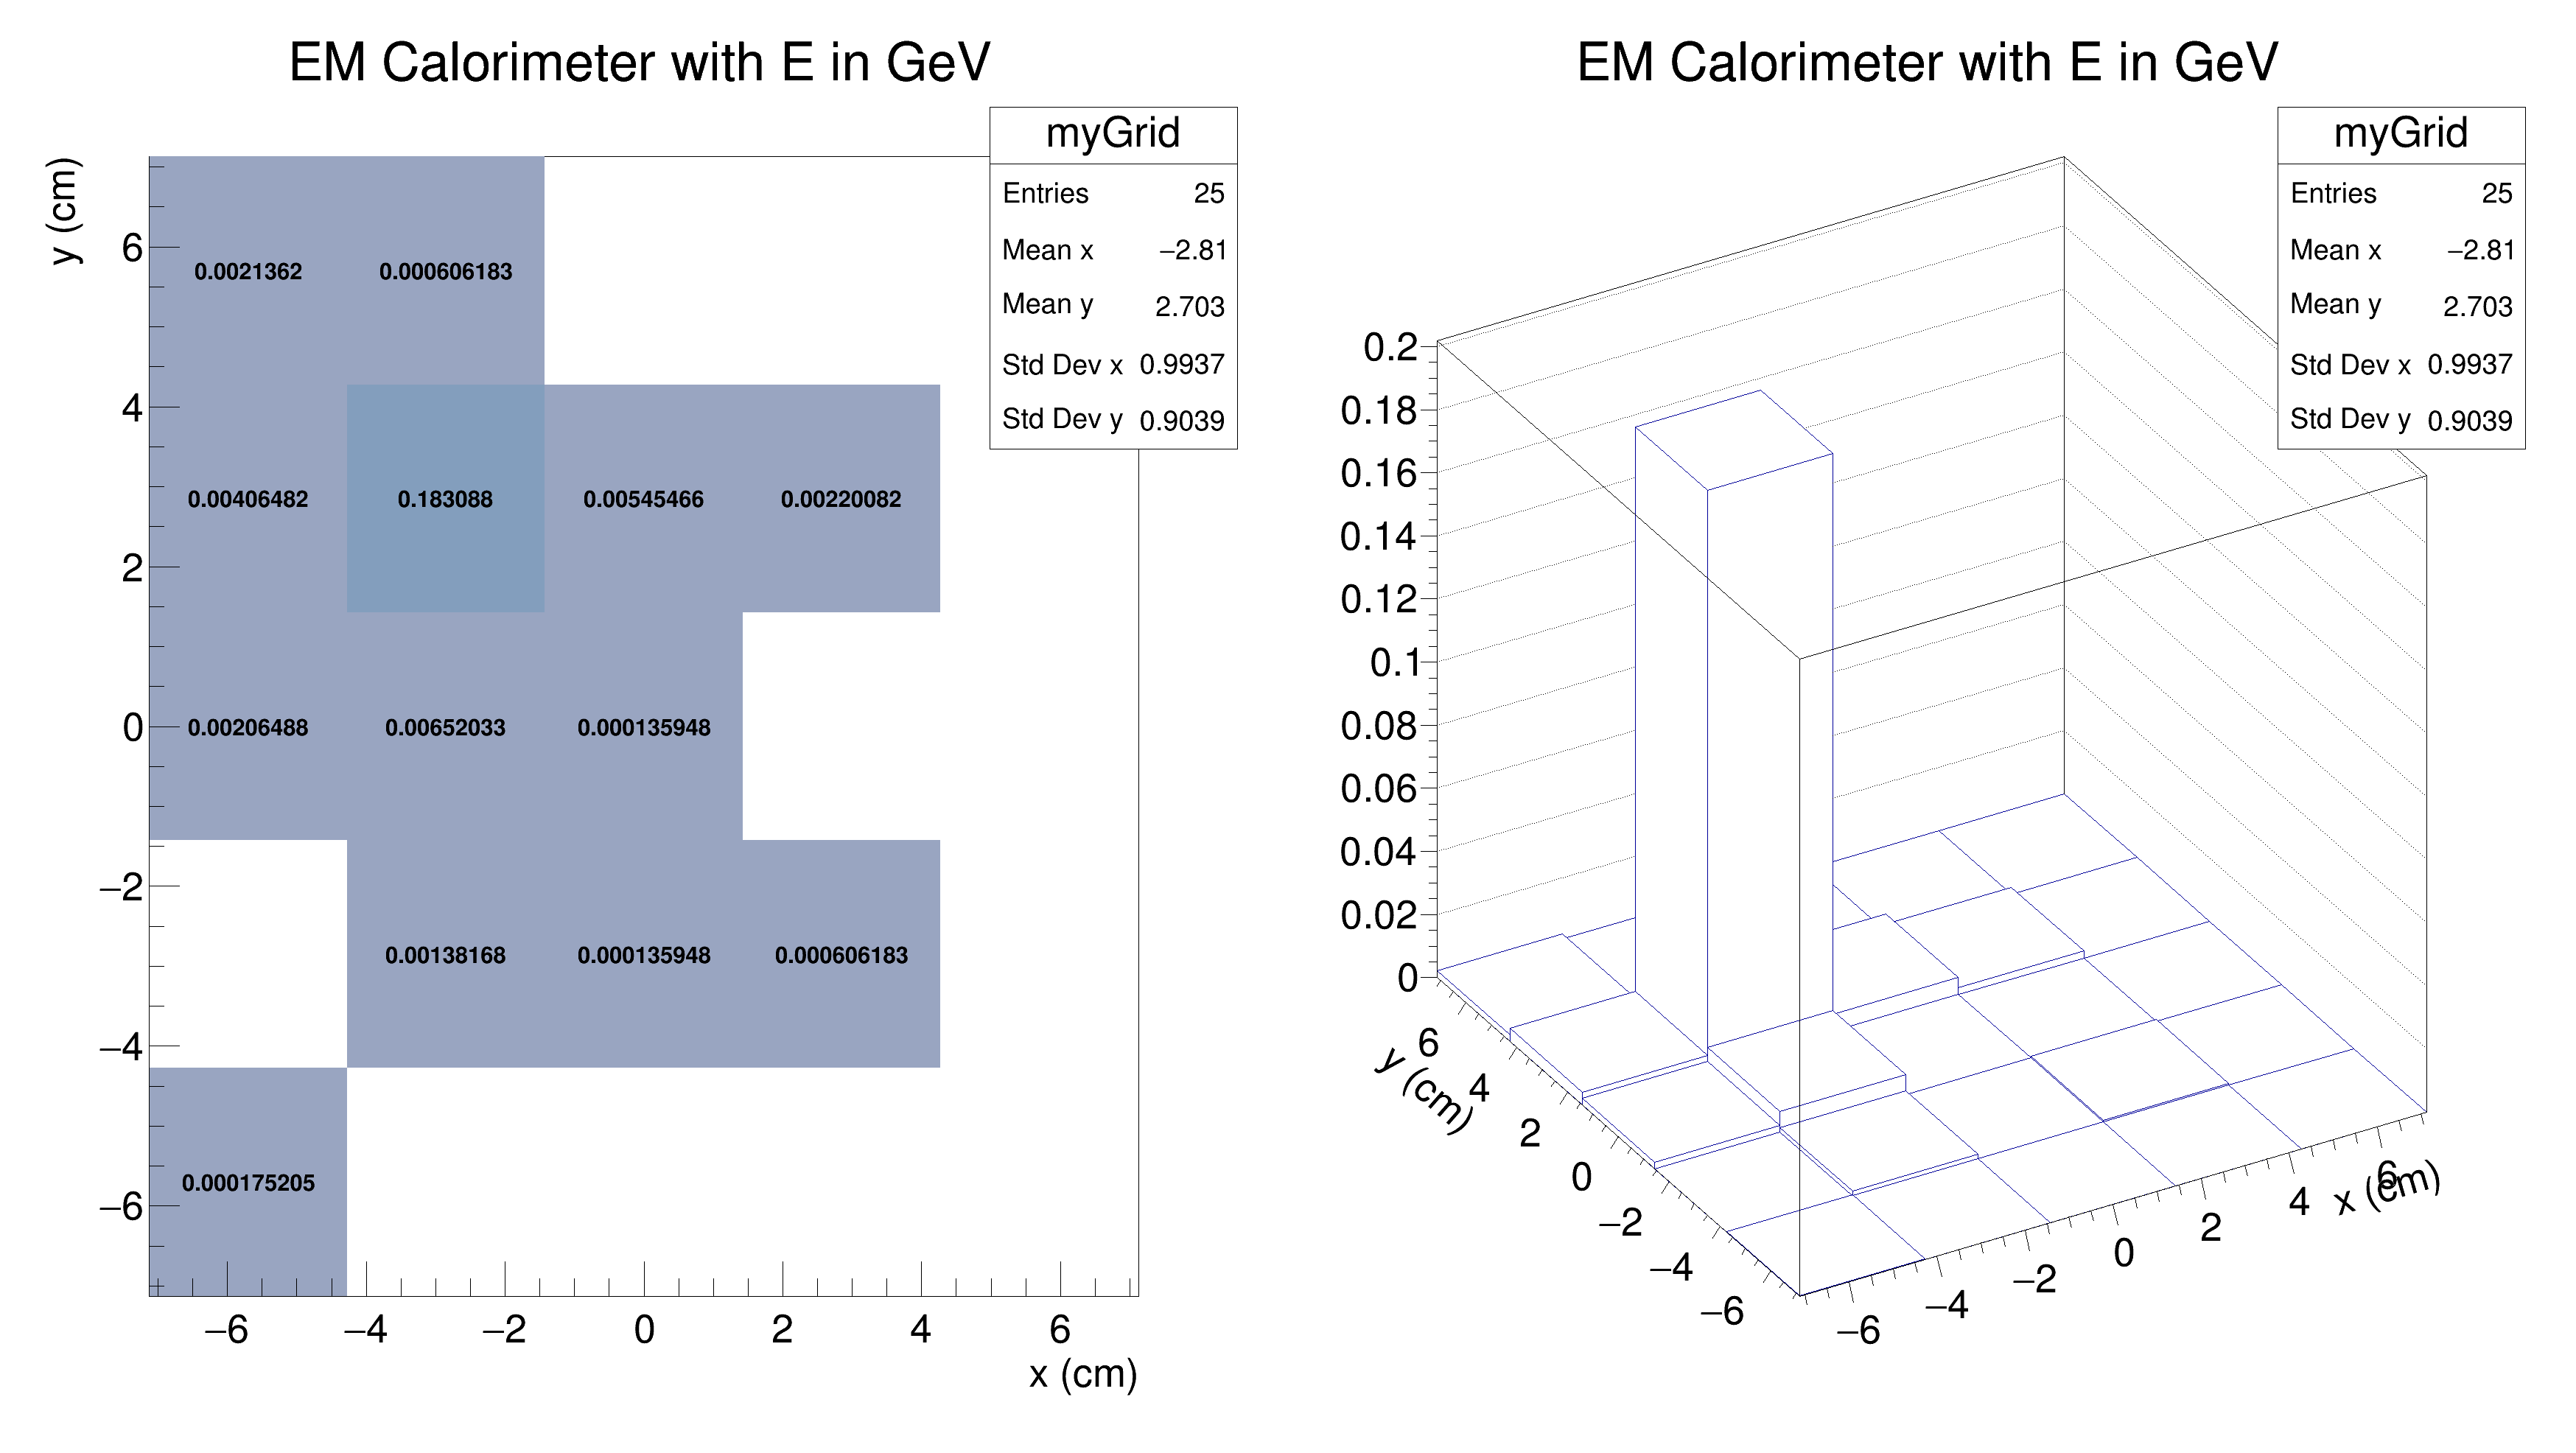 EM Calorimeter with E in GeV
myGrid
Entries 25
Mean x −2.81
Mean y 2.703
Std Dev x 0.9937
Std Dev y 0.9039
y (cm)
6
4
2
0
−2
−4
−6
0.0021362 0.000606183
0.00406482 0.183088 0.00545466 0.00220082
0.00206488 0.00652033 0.000135948
0.00138168 0.000135948 0.000606183
0.000175205
−6 −4 −2 0 2 4 6
x (cm)
EM Calorimeter with E in GeV
myGrid
Entries 25
Mean x −2.81
Mean y 2.703
Std Dev x 0.9937
Std Dev y 0.9039
0.2
0.18
0.16
0.14
0.12
0.1
0.08
0.06
0.04
0.02
0
6
4
2
0
−2
−4
−6
y (cm)
−6 −4 −2 0 2 4 6
x (cm)